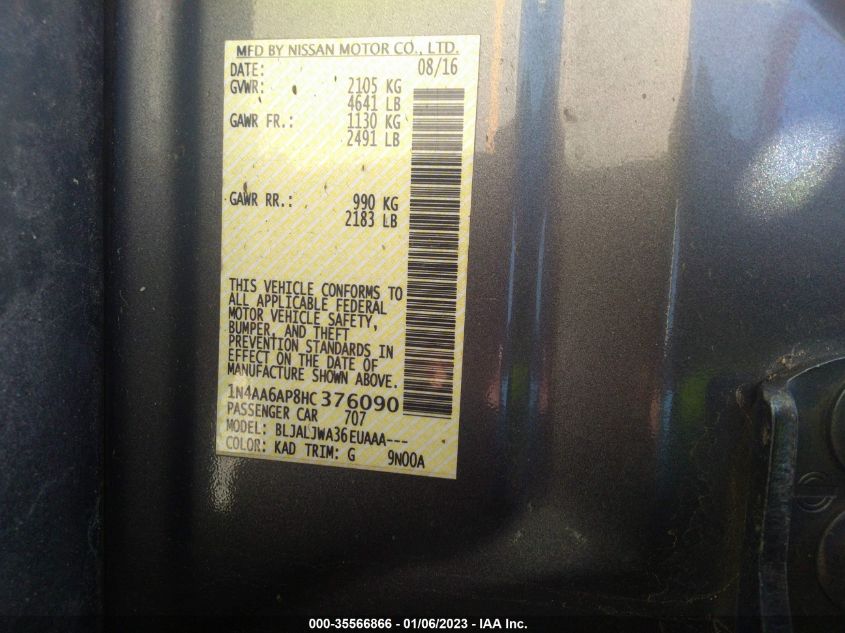 MFD BY NISSAN MOTOR CO., LTD.
DATE: 08/16
GVWR: 2105 KG
4641 LB
GAWR FR.: 1130 KG
2491 LB
GAWR RR.: 990 KG
2183 LB
THIS VEHICLE CONFORMS TO
ALL APPLICABLE FEDERAL
MOTOR VEHICLE SAFETY,
BUMPER, AND THEFT
PREVENTION STANDARDS IN
EFFECT ON THE DATE OF
MANUFACTURE SHOWN ABOVE.
1N4AA6AP8HC376090
PASSENGER CAR 707
MODEL: BLJALJWA36EUAAA---
COLOR: KAD TRIM: G 9N00A
000-35566866 - 01/06/2023 - IAA Inc.